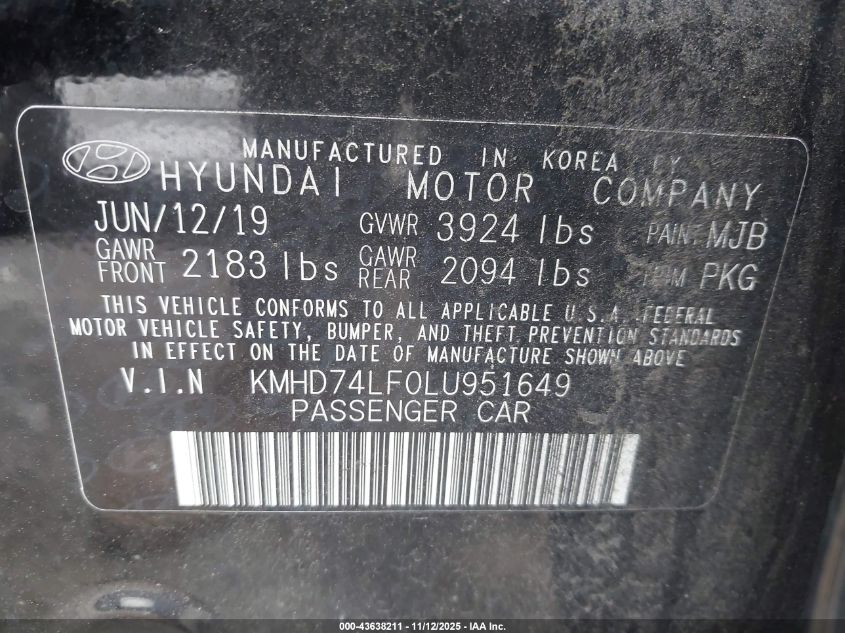 MANUFACTURED IN KOREA BY
HYUNDAI MOTOR COMPANY
JUN/12/19 GVWR 3924 lbs PAINT MJB
GAWR FRONT 2183 lbs GAWR REAR 2094 lbs TRIM PKG
THIS VEHICLE CONFORMS TO ALL APPLICABLE U.S.A. FEDERAL
MOTOR VEHICLE SAFETY, BUMPER, AND THEFT PREVENTION STANDARDS
IN EFFECT ON THE DATE OF MANUFACTURE SHOWN ABOVE
V.I.N KMHD74LF0LU951649
PASSENGER CAR
000-43638211 - 11/12/2025 - IAA Inc.